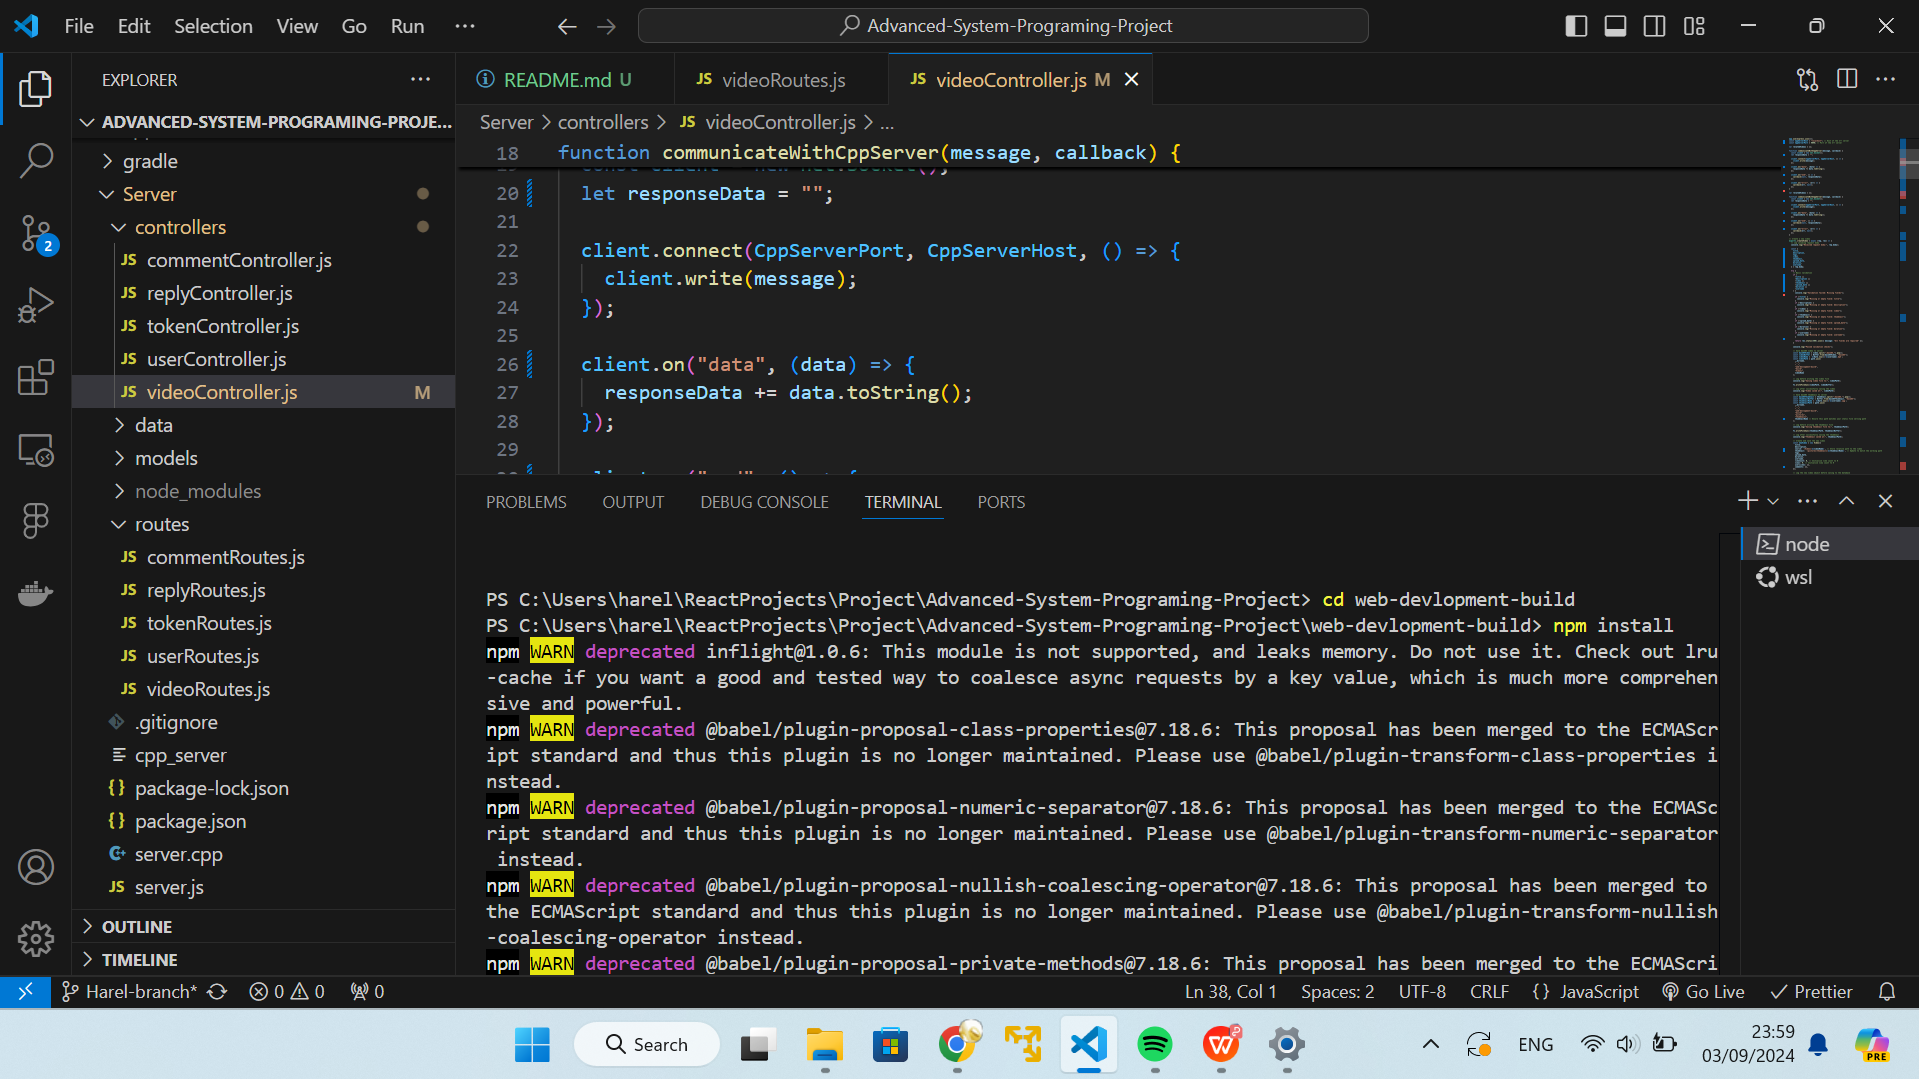 File Edit Selection View Go Run ···
Advanced-System-Programing-Project
EXPLORER
ADVANCED-SYSTEM-PROGRAMING-PROJE...
gradle
Server
controllers
JS commentController.js
JS replyController.js
JS tokenController.js
JS userController.js
JS videoController.js M
data
models
node_modules
routes
JS commentRoutes.js
JS replyRoutes.js
JS tokenRoutes.js
JS userRoutes.js
JS videoRoutes.js
.gitignore
cpp_server
{} package-lock.json
{} package.json
server.cpp
JS server.js
OUTLINE
TIMELINE
2
README.md U
JS videoRoutes.js
JS videoController.js M
Server > controllers > JS videoController.js > ...
18 function communicateWithCppServer(message, callback) {
20 let responseData = "";
21
22 client.connect(CppServerPort, CppServerHost, () => {
23 client.write(message);
24 });
25
26 client.on("data", (data) => {
27 responseData += data.toString();
28 });
29
PROBLEMS OUTPUT DEBUG CONSOLE TERMINAL PORTS
node
wsl
PS C:\Users\harel\ReactProjects\Project\Advanced-System-Programing-Project> cd web-devlopment-build
PS C:\Users\harel\ReactProjects\Project\Advanced-System-Programing-Project\web-devlopment-build> npm install
npm WARN deprecated inflight@1.0.6: This module is not supported, and leaks memory. Do not use it. Check out lru
-cache if you want a good and tested way to coalesce async requests by a key value, which is much more comprehen
sive and powerful.
npm WARN deprecated @babel/plugin-proposal-class-properties@7.18.6: This proposal has been merged to the ECMAScr
ipt standard and thus this plugin is no longer maintained. Please use @babel/plugin-transform-class-properties i
nstead.
npm WARN deprecated @babel/plugin-proposal-numeric-separator@7.18.6: This proposal has been merged to the ECMASc
ript standard and thus this plugin is no longer maintained. Please use @babel/plugin-transform-numeric-separator
instead.
npm WARN deprecated @babel/plugin-proposal-nullish-coalescing-operator@7.18.6: This proposal has been merged to
the ECMAScript standard and thus this plugin is no longer maintained. Please use @babel/plugin-transform-nullish
-coalescing-operator instead.
npm WARN deprecated @babel/plugin-proposal-private-methods@7.18.6: This proposal has been merged to the ECMAScri
Harel-branch* 0 0 0
Ln 38, Col 1 Spaces: 2 UTF-8 CRLF {} JavaScript Go Live Prettier
Search
ENG
23:59
03/09/2024
PRE